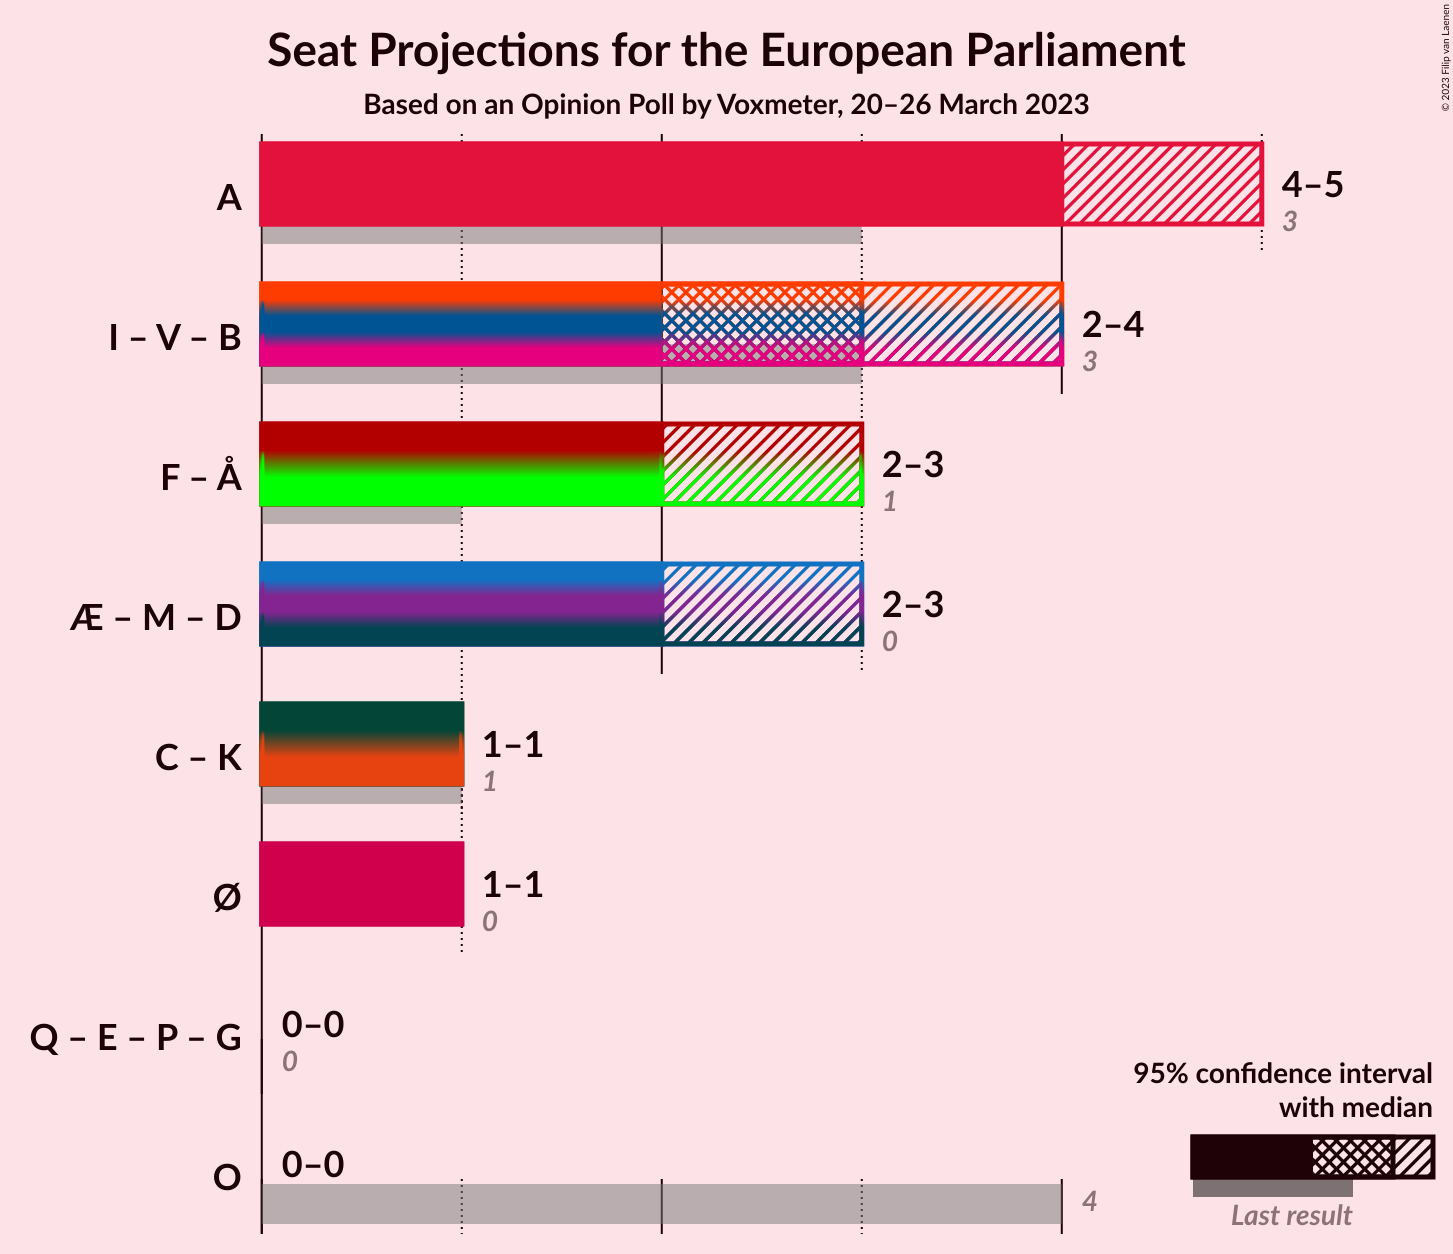 Seat Projections for the European Parliament
Based on an Opinion Poll by Voxmeter, 20–26 March 2023
© 2023 Filip van Laenen
A
4–5
3
I – V – B
2–4
3
F – Å
2–3
1
Æ – M – D
2–3
0
C – K
1–1
1
Ø
1–1
0
Q – E – P – G
0–0
0
O
0–0
4
95% confidence interval
with median
Last result